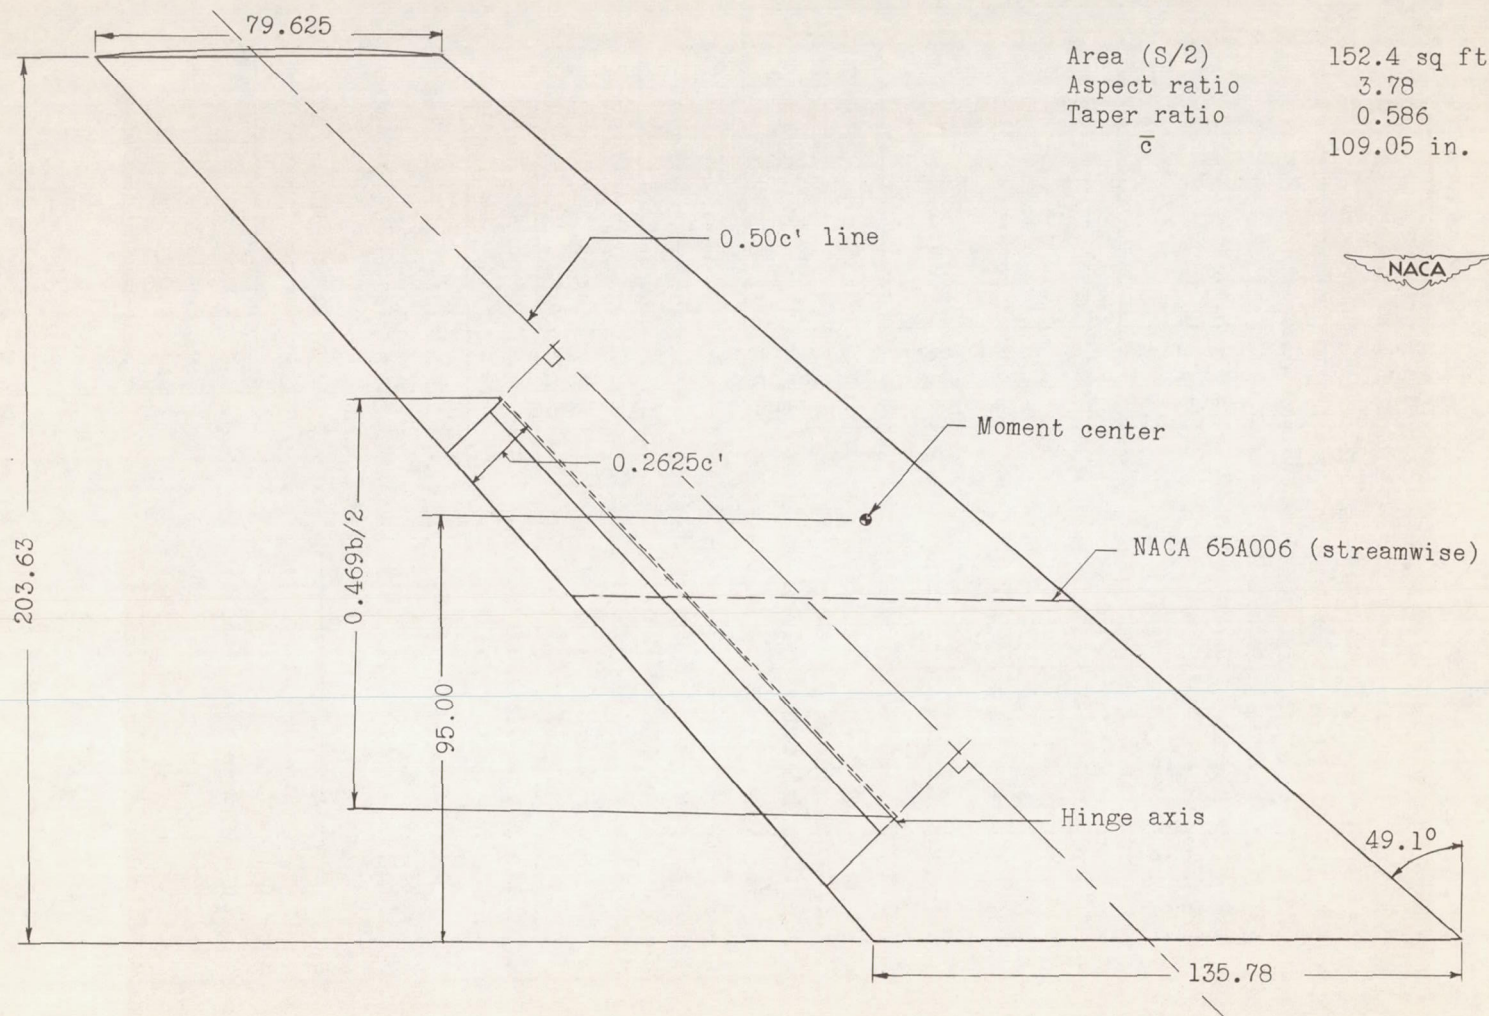 79.625
Area (S/2) 152.4 sq ft
Aspect ratio 3.78
Taper ratio 0.586
c̅ 109.05 in.
0.50c' line
NACA
Moment center
0.2625c'
NACA 65A006 (streamwise)
203.63
0.469b/2
95.00
Hinge axis
49.1°
135.78